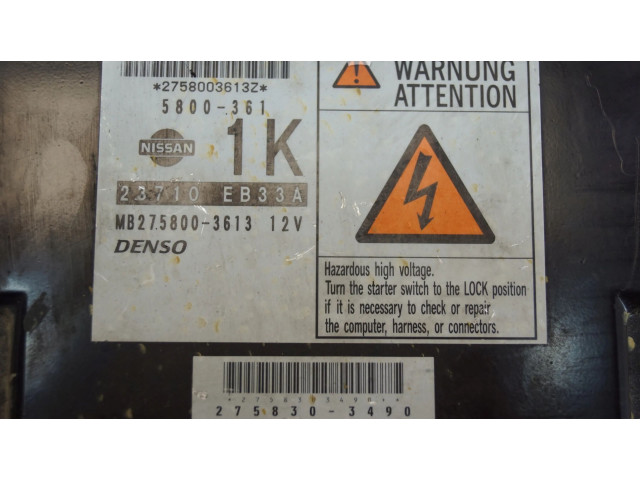 *2758003613Z*
5800-361
NISSAN
1K
23710 EB33A
MB275800-3613 12V
DENSO
WARNUNG
ATTENTION
Hazardous high voltage.
Turn the starter switch to the LOCK position
if it is necessary to check or repair
the computer, harness, or connectors.
275830-3490